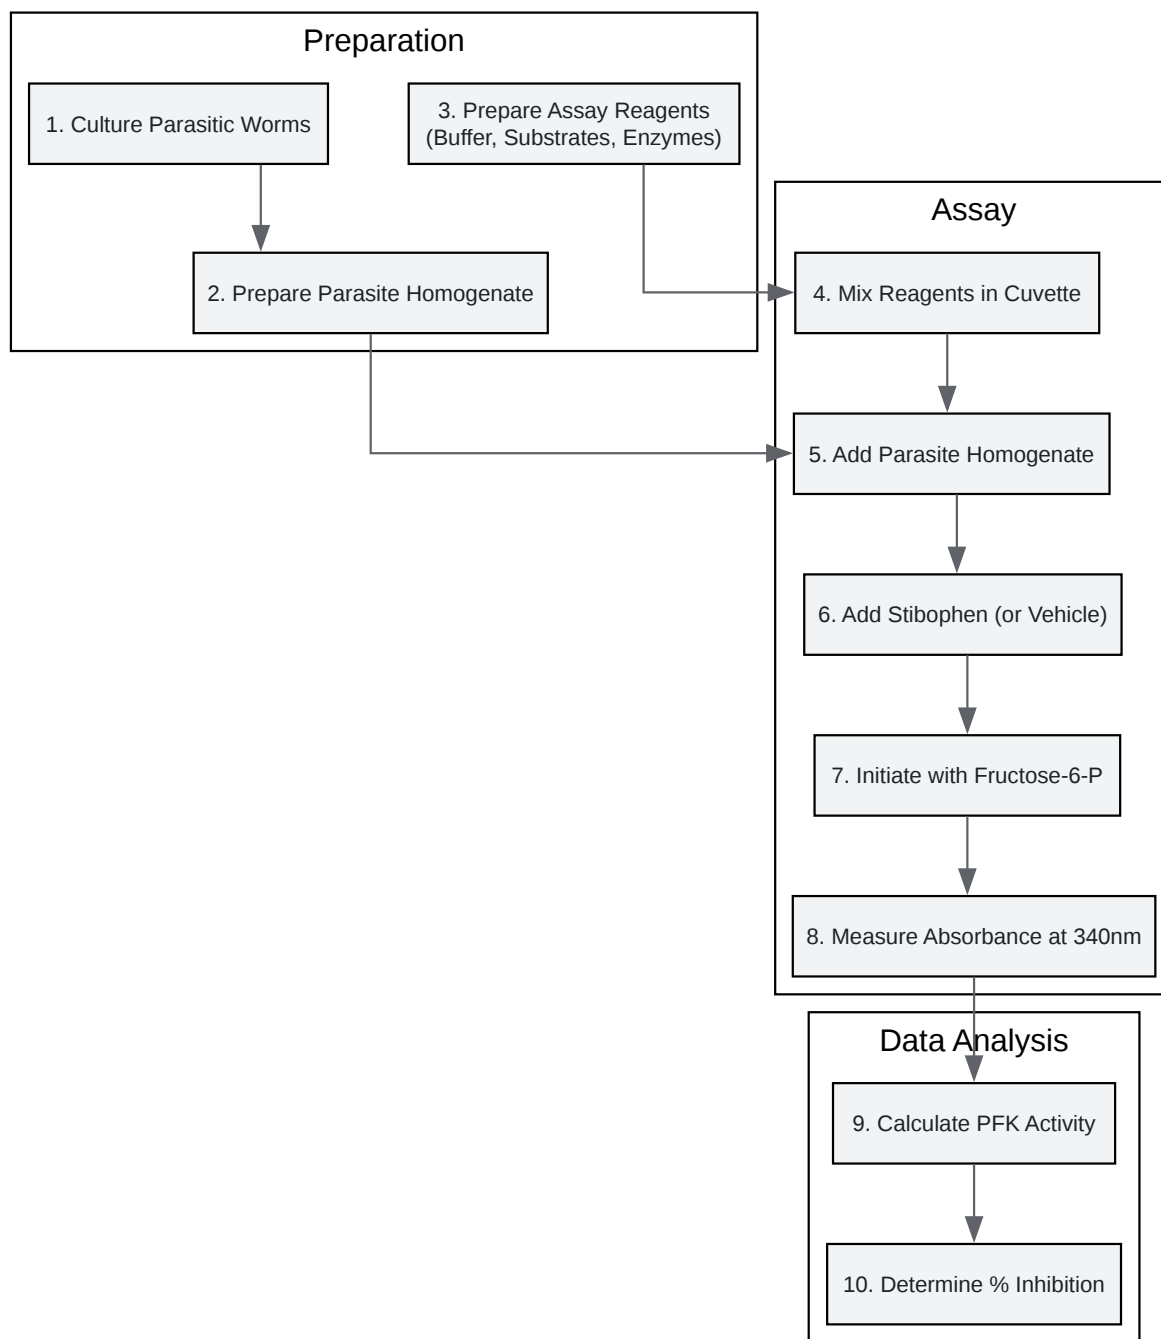 Preparation
1. Culture Parasitic Worms
3. Prepare Assay Reagents
(Buffer, Substrates, Enzymes)
2. Prepare Parasite Homogenate
Assay
4. Mix Reagents in Cuvette
5. Add Parasite Homogenate
6. Add Stibophen (or Vehicle)
7. Initiate with Fructose-6-P
8. Measure Absorbance at 340nm
Data Analysis
9. Calculate PFK Activity
10. Determine % Inhibition